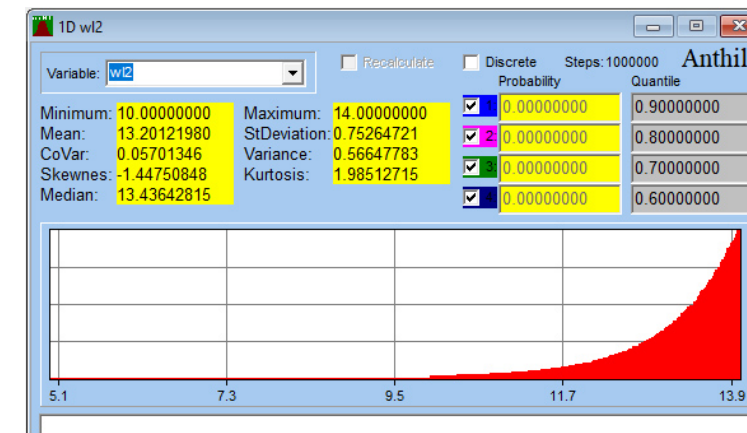 1D wl2
Variable: wl2
Recalculate
Discrete Steps: 1000000 Anthil
Probability Quantile
Minimum: 10.00000000 Maximum: 14.00000000
Mean: 13.20121980 StDeviation: 0.75264721
CoVar: 0.05701346 Variance: 0.56647783
Skewnes: -1.44750848 Kurtosis: 1.98512715
Median: 13.43642815
1 0.00000000 0.90000000
2 0.00000000 0.80000000
3 0.00000000 0.70000000
0.00000000 0.60000000
5.1 7.3 9.5 11.7 13.9